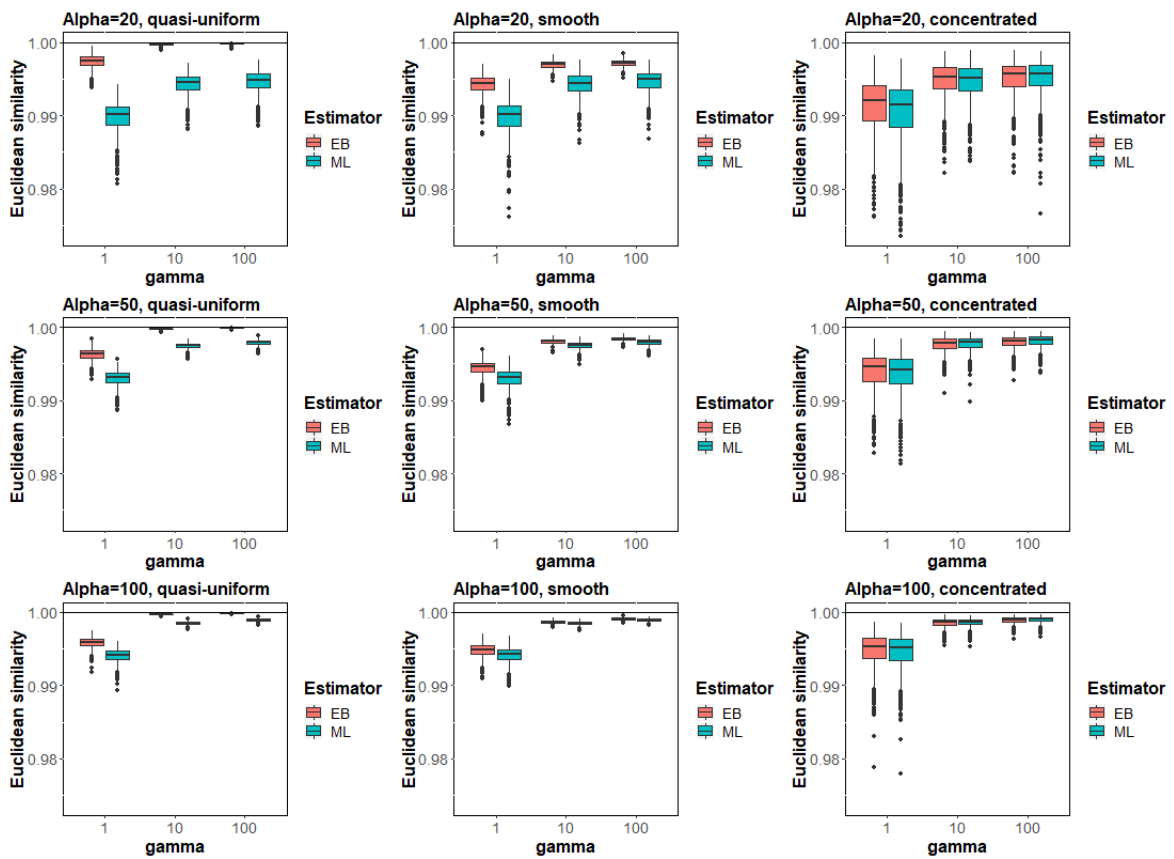 Alpha=20, quasi-uniform
Euclidean similarity
1.00
0.99
0.98
1 10 100
gamma
Estimator
EB
ML
Alpha=20, smooth
Euclidean similarity
1.00
0.99
0.98
1 10 100
gamma
Estimator
EB
ML
Alpha=20, concentrated
Euclidean similarity
1.00
0.99
0.98
1 10 100
gamma
Estimator
EB
ML
Alpha=50, quasi-uniform
Euclidean similarity
1.00
0.99
0.98
1 10 100
gamma
Estimator
EB
ML
Alpha=50, smooth
Euclidean similarity
1.00
0.99
0.98
1 10 100
gamma
Estimator
EB
ML
Alpha=50, concentrated
Euclidean similarity
1.00
0.99
0.98
1 10 100
gamma
Estimator
EB
ML
Alpha=100, quasi-uniform
Euclidean similarity
1.00
0.99
0.98
1 10 100
gamma
Estimator
EB
ML
Alpha=100, smooth
Euclidean similarity
1.00
0.99
0.98
1 10 100
gamma
Estimator
EB
ML
Alpha=100, concentrated
Euclidean similarity
1.00
0.99
0.98
1 10 100
gamma
Estimator
EB
ML